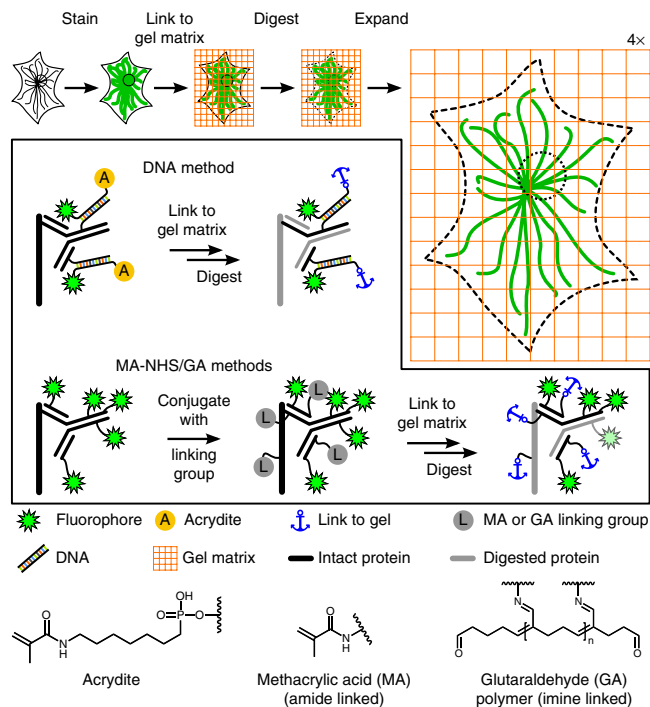 Stain
Link to
gel matrix
Digest
Expand
4×
DNA method
A
Link to
gel matrix
Digest
A
MA-NHS/GA methods
Conjugate
with
linking
group
L
L
L
L
Link to
gel matrix
Digest
Fluorophore
A Acrydite
Link to gel
L MA or GA linking group
DNA
Gel matrix
Intact protein
Digested protein
O
N
H
OH
O=P–O
Acrydite
O
N
H
Methacrylic acid (MA)
(amide linked)
N
N
O
n
O
Glutaraldehyde (GA)
polymer (imine linked)